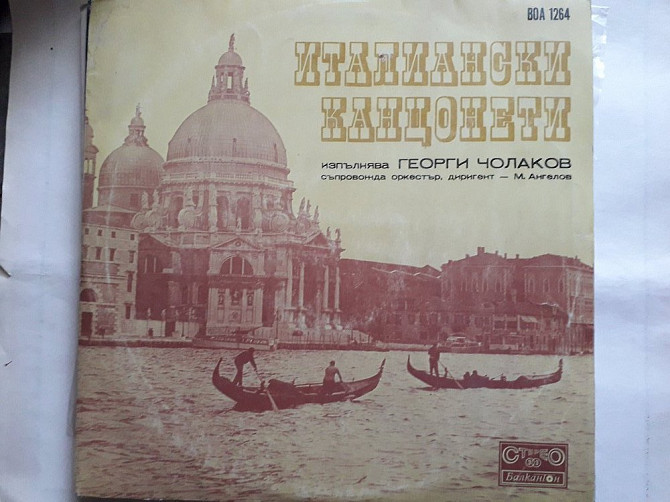 ВОА 1264
ИТАЛИАНСКИ
КАНЦОНЕТИ
изпълнява ГЕОРГИ ЧОЛАКОВ
съпровожда оркестър, диригент – М. Ангелов
СТЕРЕО
Балкантон